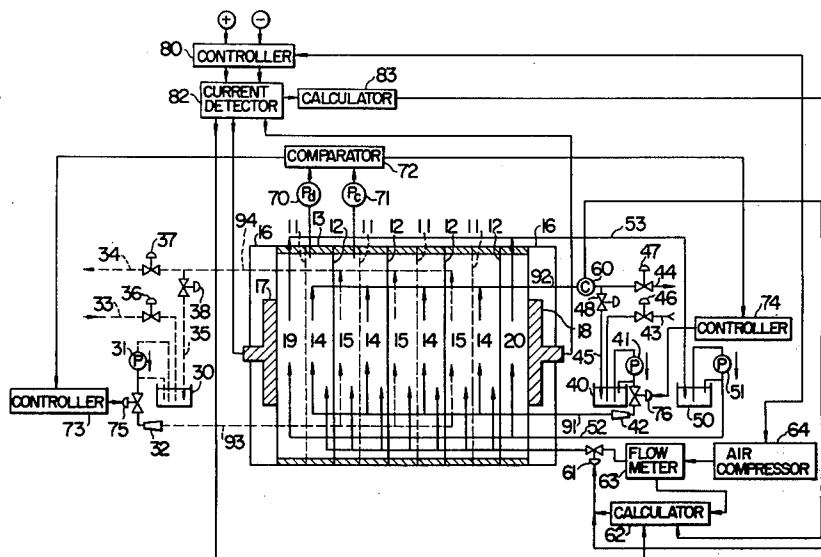 + −
80 CONTROLLER
82 CURRENT DETECTOR
83 CALCULATOR
COMPARATOR 72
70 Pd Pc 71
16 11 13 12 11 12 11 12 11 12 16 53
94 37 34 36 38 33 35
92 C 60 47 44 48 46 43 74
17 18
CONTROLLER
31 P 30
19 15 14 15 14 15 14 15 14 20
45 41 P 40 76 50 P 51
CONTROLLER 73 75 32 93
91 42 52 64
61 FLOW METER 63
AIR COMPRESSOR
CALCULATOR 62